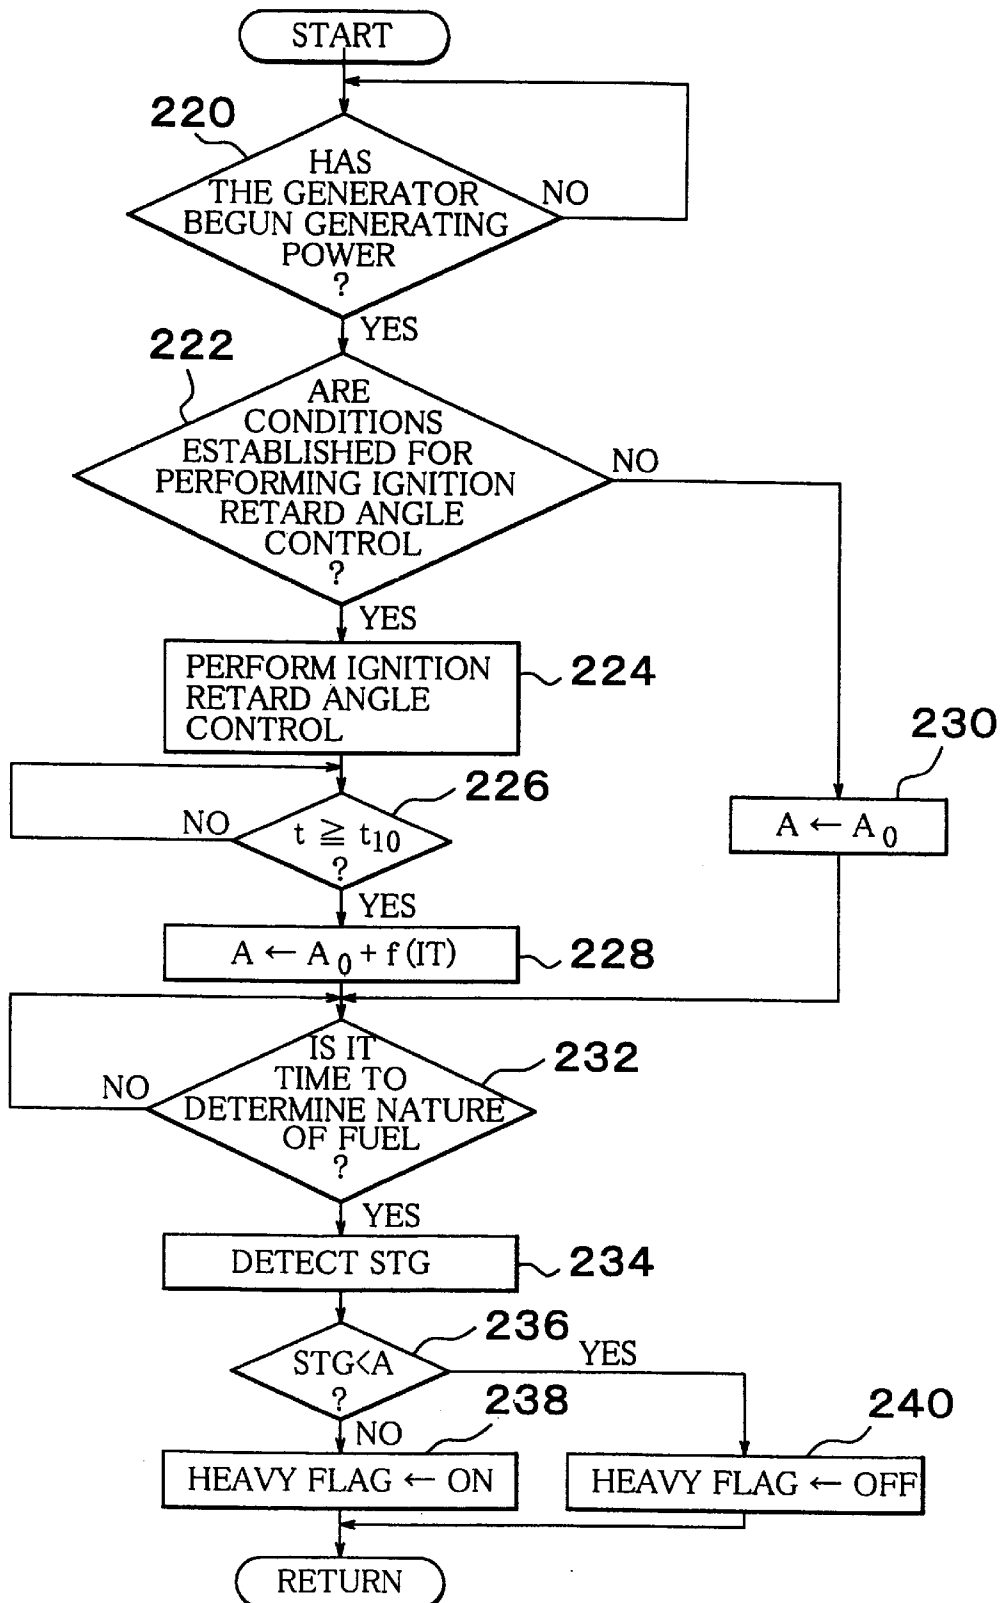 START
220
HAS
THE GENERATOR
BEGUN GENERATING
POWER
?
NO
YES
222
ARE
CONDITIONS
ESTABLISHED FOR
PERFORMING IGNITION
RETARD ANGLE
CONTROL
?
NO
YES
PERFORM IGNITION
RETARD ANGLE
CONTROL
224
230
A ← A0
226
NO
t ≧ t10
?
YES
A ← A0 + f (IT)
228
IS IT
TIME TO
DETERMINE NATURE
OF FUEL
?
232
NO
YES
DETECT STG
234
236
STG<A
?
YES
NO
238
240
HEAVY FLAG ← ON
HEAVY FLAG ← OFF
RETURN